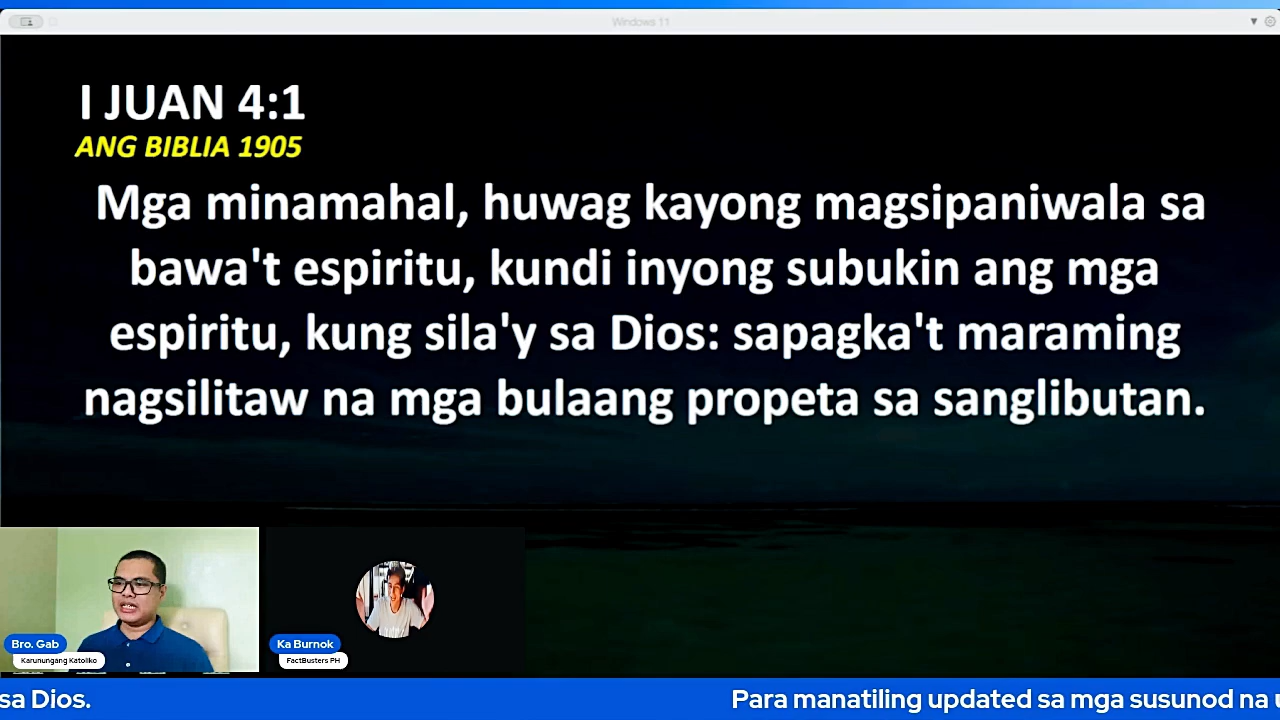 Windows 11
I JUAN 4:1
ANG BIBLIA 1905
Mga minamahal, huwag kayong magsipaniwala sa
bawa't espiritu, kundi inyong subukin ang mga
espiritu, kung sila'y sa Dios: sapagka't maraming
nagsilitaw na mga bulaang propeta sa sanglibutan.
Bro. Gab
Karunungang Katoliko
Ka Burnok
FactBusters PH
sa Dios.
Para manatiling updated sa mga susunod na